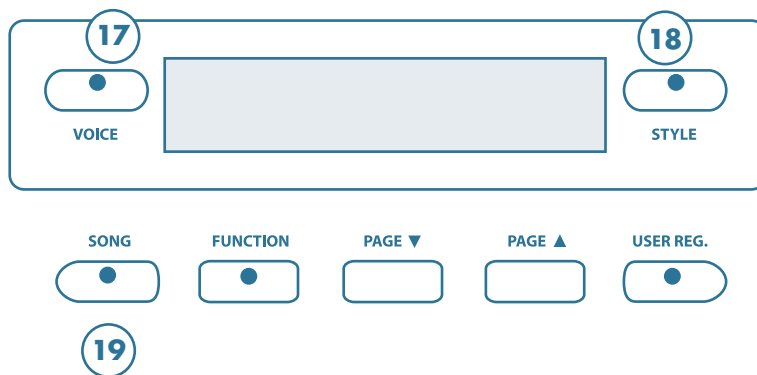 17 18
VOICE STYLE
SONG FUNCTION PAGE ▼ PAGE ▲ USER REG.
19